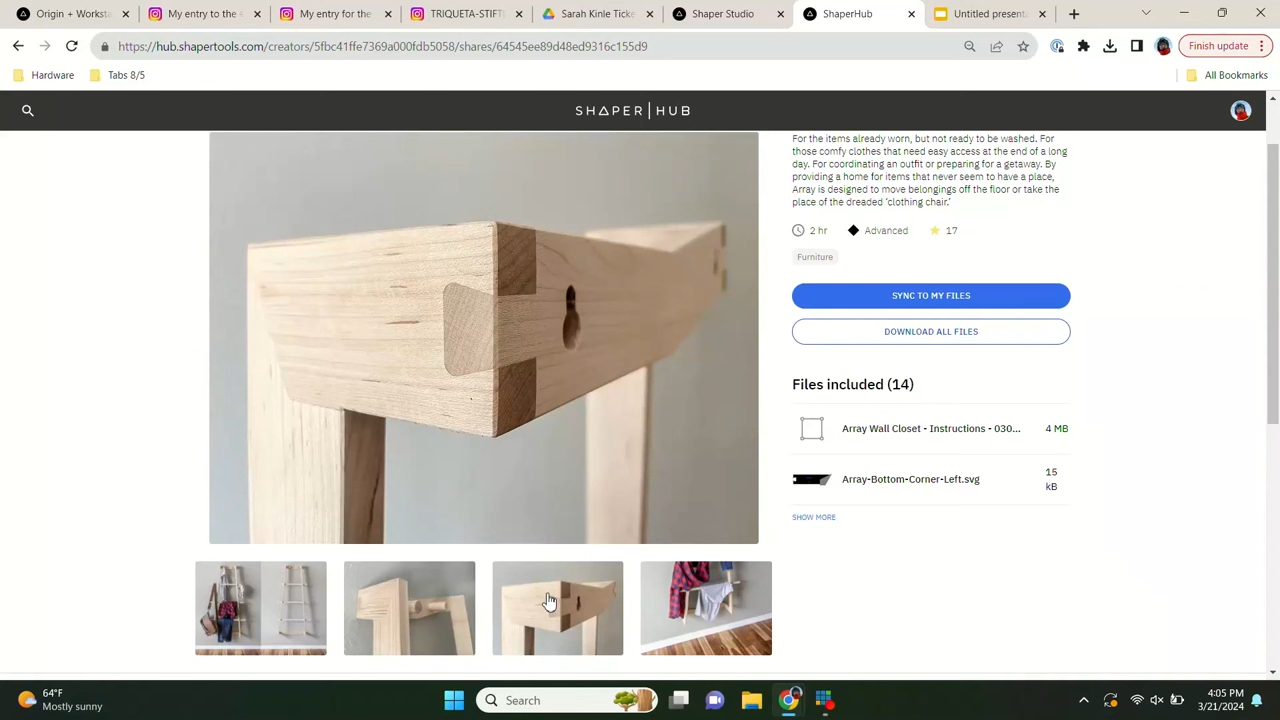 Origin + Worksta
My entry to the s
My entry for the
TRIQUETA-STIFT
Sarah Kinle Ticke
Shaper Studio
ShaperHub
Untitled presenta
https://hub.shapertools.com/creators/5fbc41ffe7369a000fdb5058/shares/64545ee89d48ed9316c155d9
Finish update
Hardware
Tabs 8/5
All Bookmarks
SHAPER|HUB
For the items already worn, but not ready to be washed. For
those comfy clothes that need easy access at the end of a long
day. For coordinating an outfit or preparing for a getaway. By
providing a home for items that never seem to have a place,
Array is designed to move belongings off the floor or take the
place of the dreaded ‘clothing chair.’
2 hr Advanced 17
Furniture
SYNC TO MY FILES
DOWNLOAD ALL FILES
Files included (14)
Array Wall Closet - Instructions - 030... 4 MB
Array-Bottom-Corner-Left.svg 15 kB
SHOW MORE
64°F
Mostly sunny
Search
4:05 PM
3/21/2024